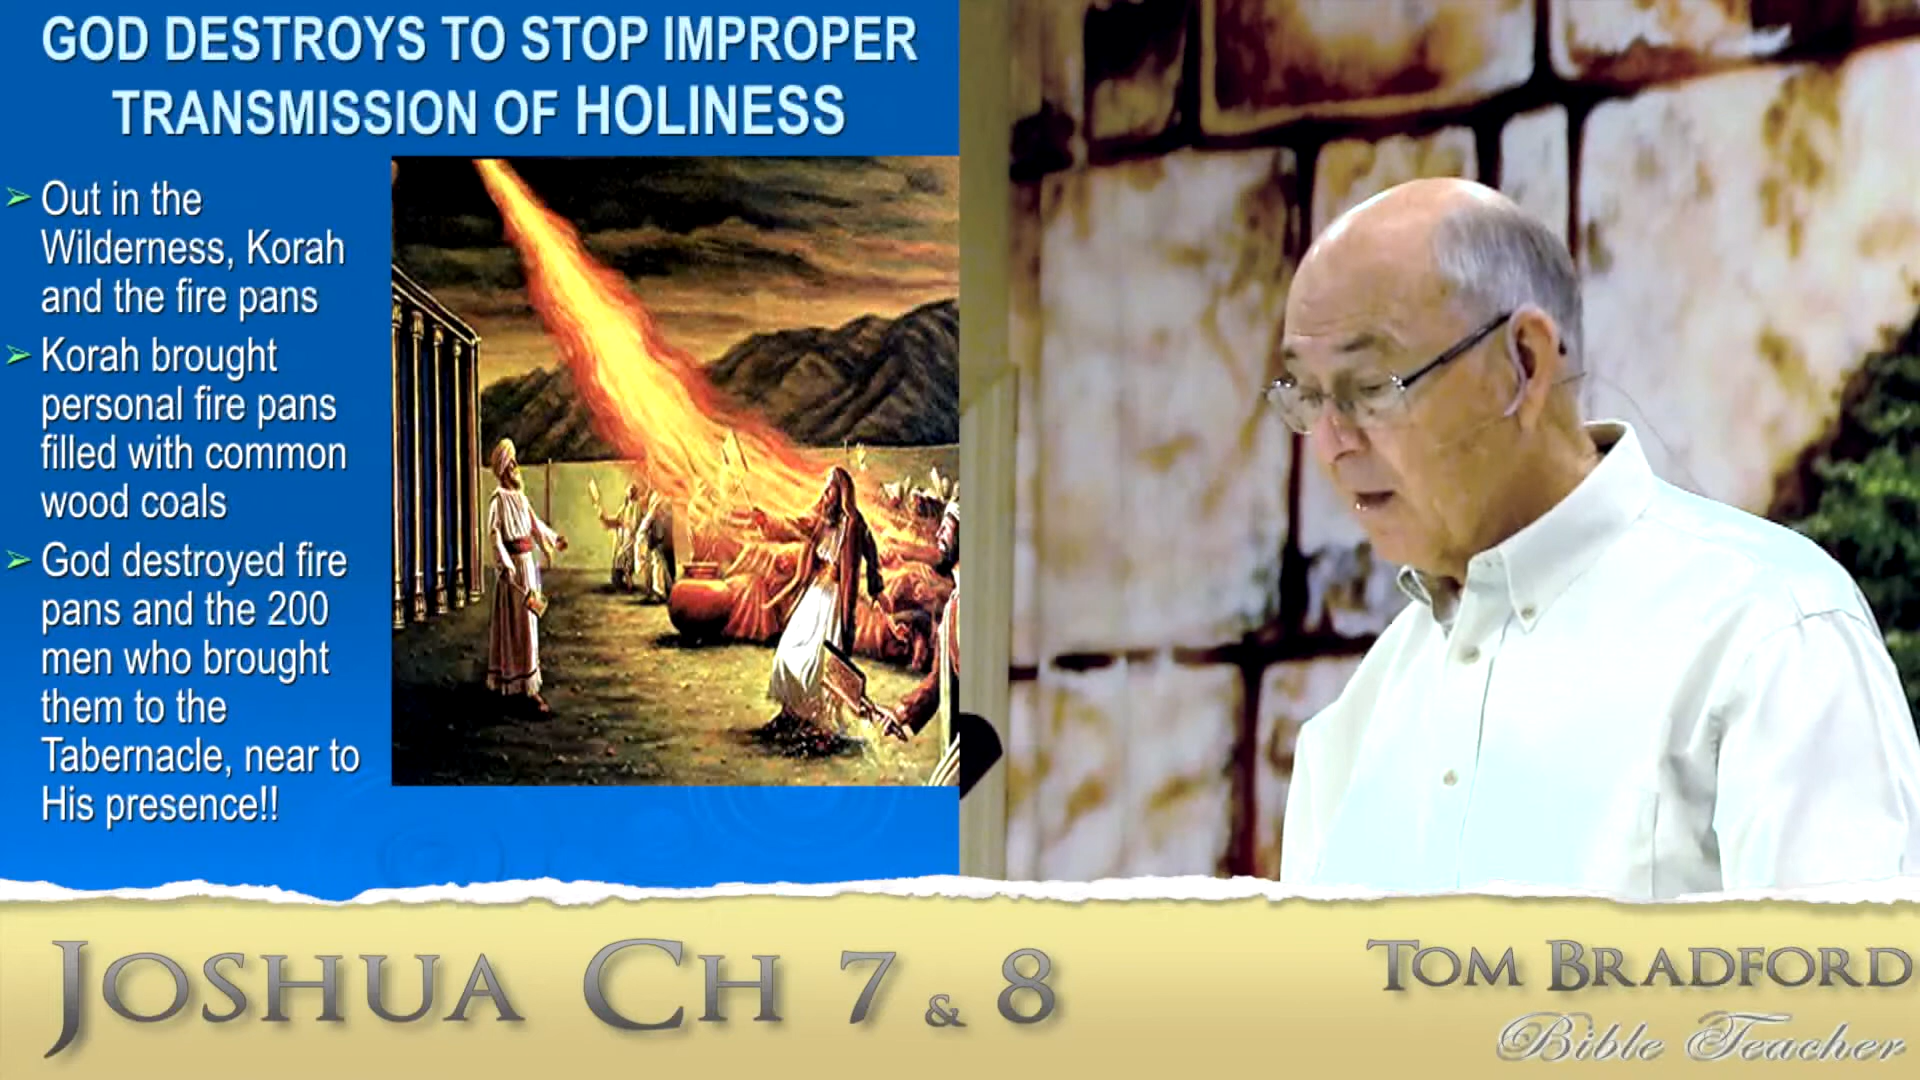 GOD DESTROYS TO STOP IMPROPER
TRANSMISSION OF HOLINESS
➢ Out in the
Wilderness, Korah
and the fire pans
➢ Korah brought
personal fire pans
filled with common
wood coals
➢ God destroyed fire
pans and the 200
men who brought
them to the
Tabernacle, near to
His presence!!
JOSHUA CH 7 & 8
TOM BRADFORD
Bible Teacher